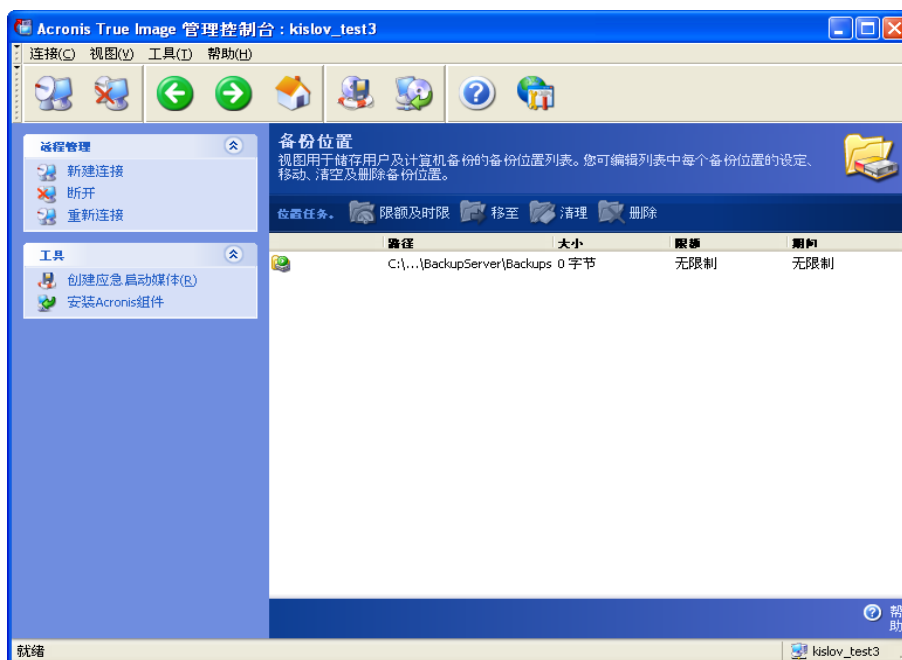 Acronis True Image 管理控制台 : kislov_test3
连接(C) 视图(V) 工具(T) 帮助(H)
远程管理
新建连接
断开
重新连接
工具
创建应急启动媒体(R)
安装Acronis组件
备份位置
视图用于储存用户及计算机备份的备份位置列表。您可编辑列表中每个备份位置的设定、
移动、清空及删除备份位置。
位置任务。 限额及时限 移至 清理 删除
路径 大小 限额 期间
C:\...\BackupServer\Backups 0 字节 无限制 无限制
帮
助
就绪 kislov_test3